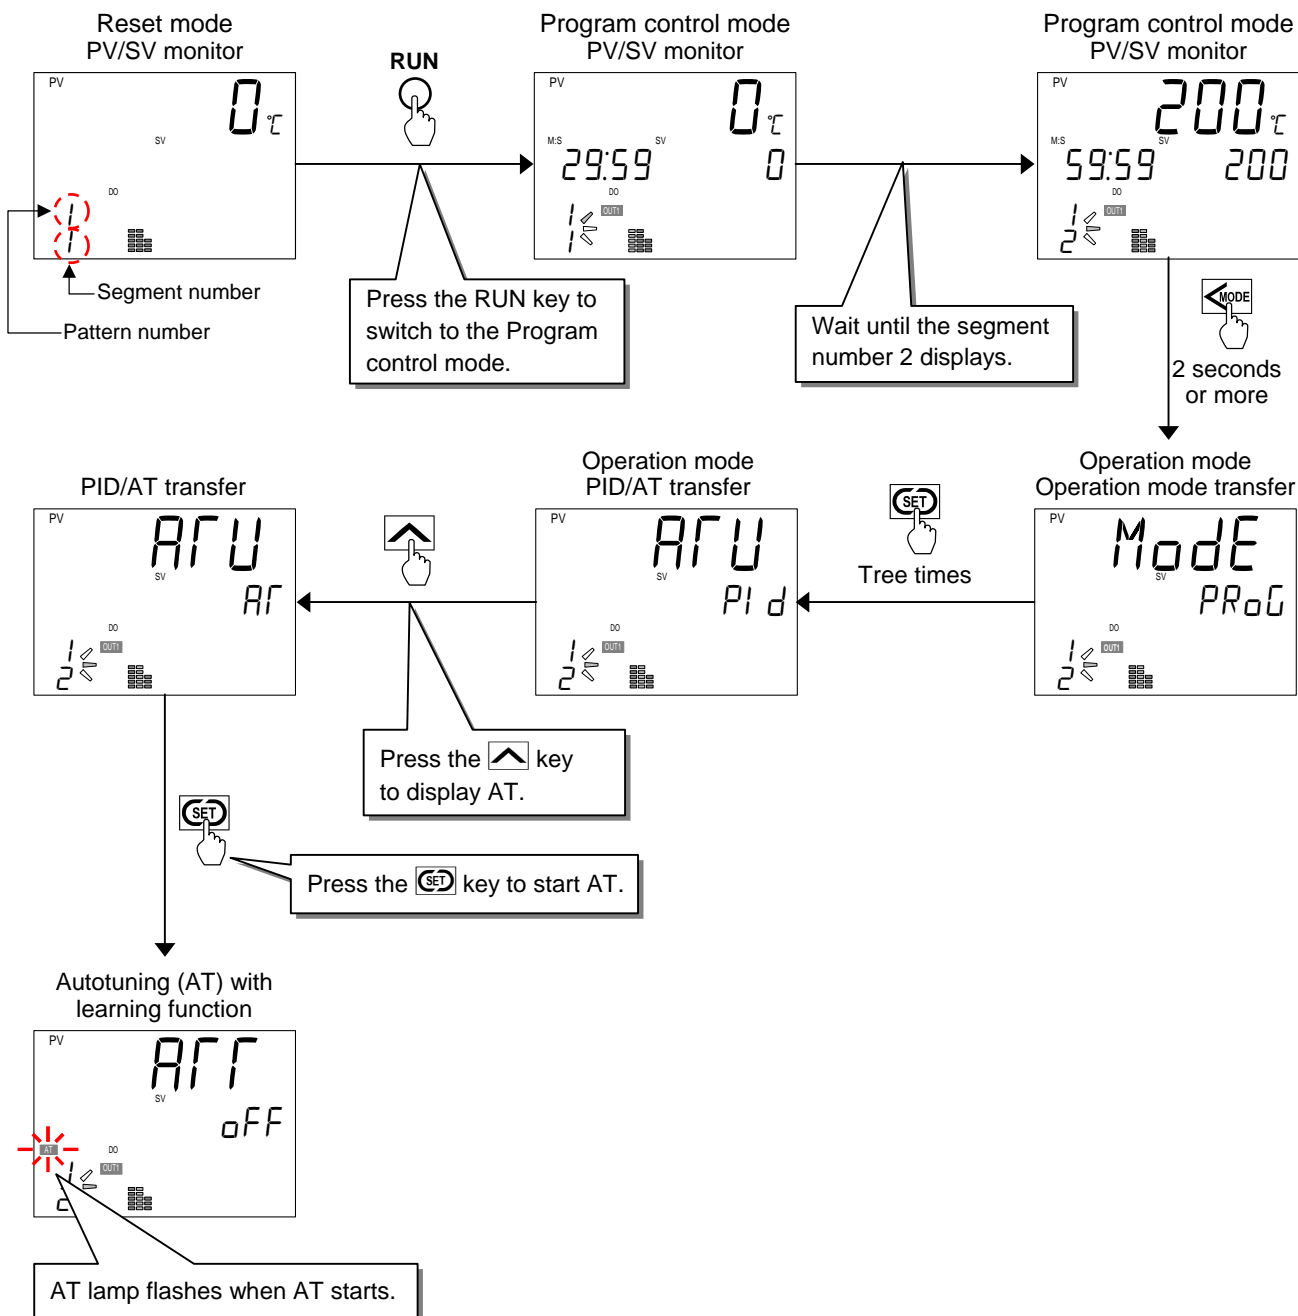 Reset mode
PV/SV monitor
PV
0 °C
SV
DO
1
1
Segment number
Pattern number
RUN
Press the RUN key to
switch to the Program
control mode.
Program control mode
PV/SV monitor
PV
0 °C
M:S SV
29:59 0
DO
1 OUT1
1
Wait until the segment
number 2 displays.
Program control mode
PV/SV monitor
PV
200 °C
M:S SV
59:59 200
DO
1 OUT1
2
MODE
2 seconds
or more
Operation mode
Operation mode transfer
PV
ModE
SV
PRoG
DO
1 OUT1
2
SET
Tree times
Operation mode
PID/AT transfer
PV
ATU
SV
PId
DO
1 OUT1
2
Press the key
to display AT.
PID/AT transfer
PV
ATU
SV
AT
DO
1 OUT1
2
SET
Press the SET key to start AT.
Autotuning (AT) with
learning function
PV
ATT
SV
oFF
AT DO
1 OUT1
2
AT lamp flashes when AT starts.